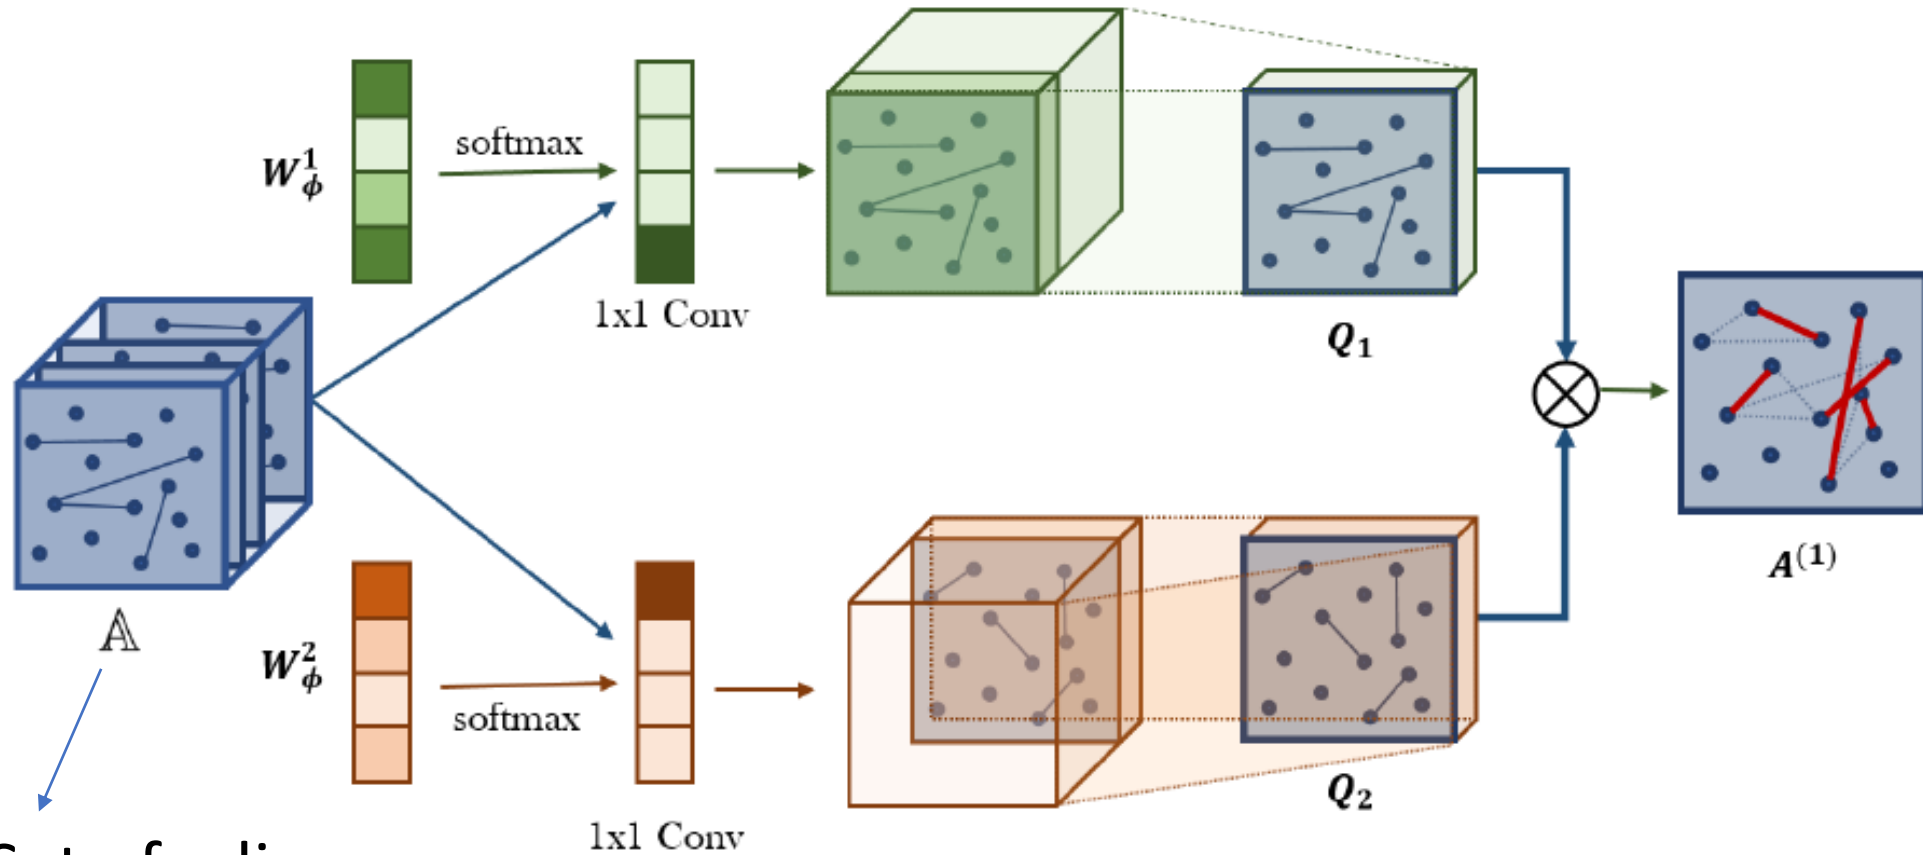 W¹ϕ
softmax
1x1 Conv
Q₁
A⁽¹⁾
𝔸
W²ϕ
softmax
1x1 Conv
Q₂